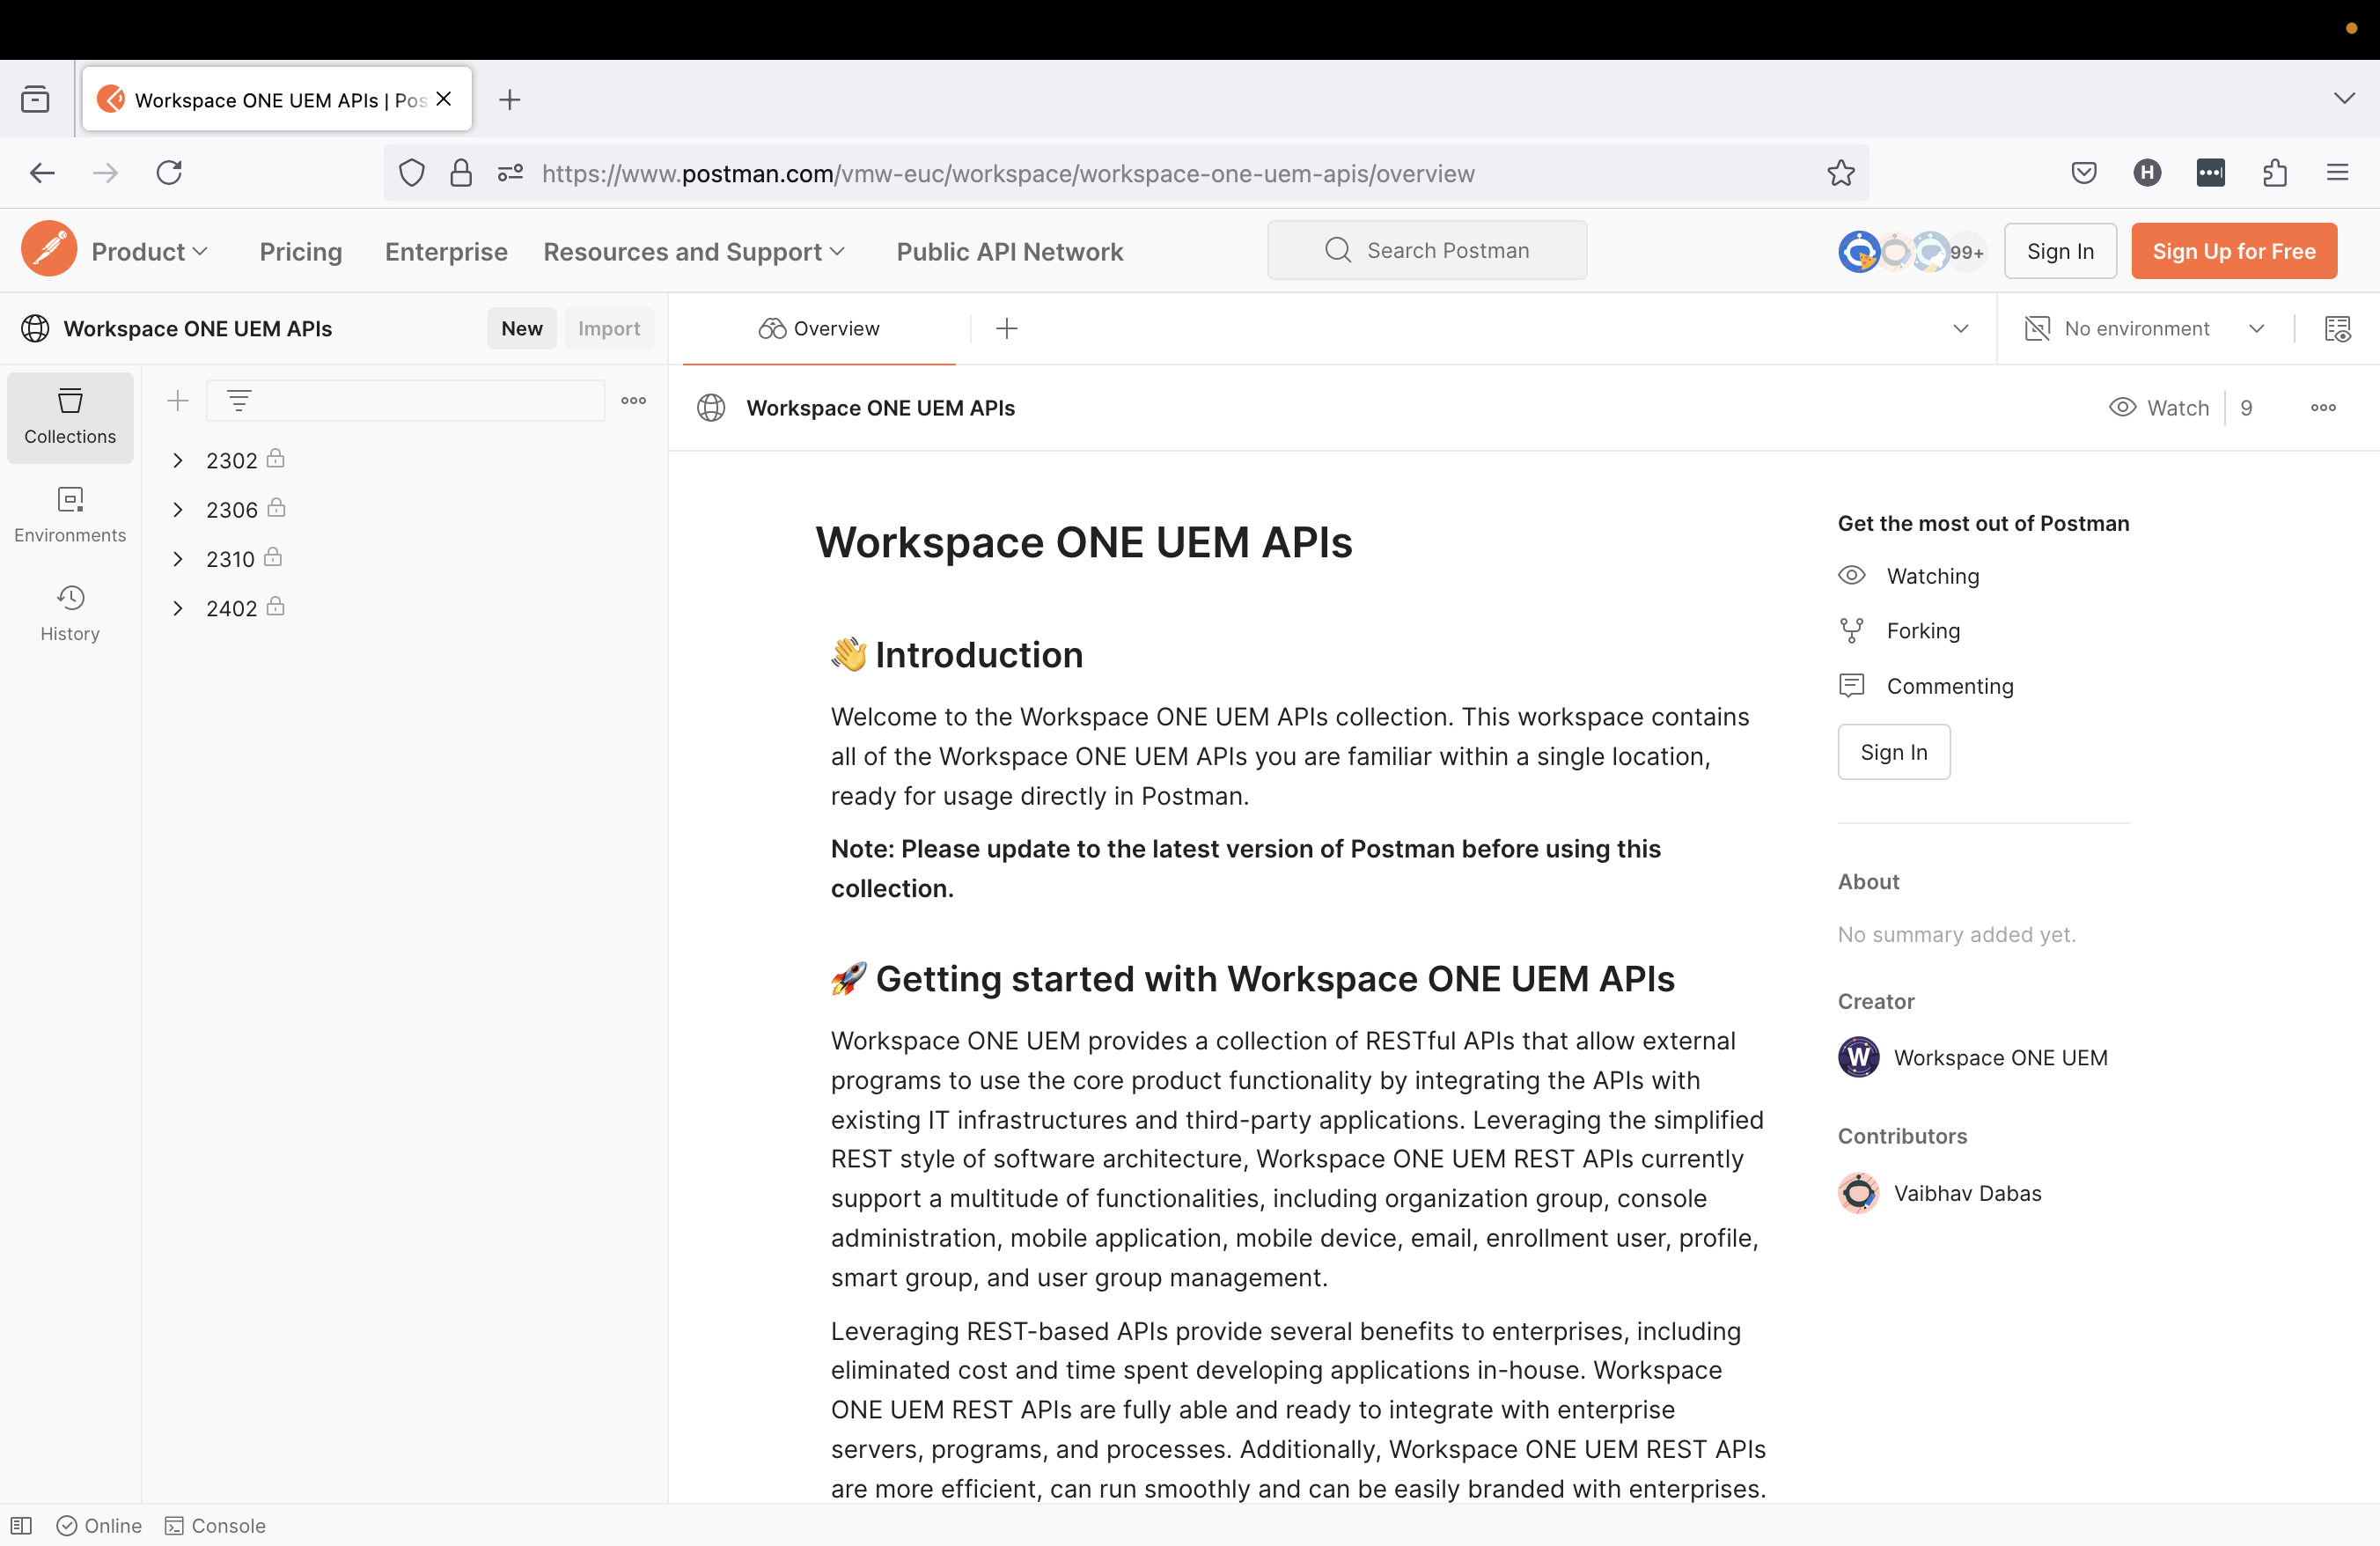 Workspace ONE UEM APIs | Pos
https://www.postman.com/vmw-euc/workspace/workspace-one-uem-apis/overview
H
Product
Pricing
Enterprise
Resources and Support
Public API Network
Search Postman
99+
Sign In
Sign Up for Free
Workspace ONE UEM APIs
New
Import
Overview
No environment
Collections
Environments
History
2302
2306
2310
2402
Workspace ONE UEM APIs
Watch
9
Workspace ONE UEM APIs
👋 Introduction
Welcome to the Workspace ONE UEM APIs collection. This workspace contains
all of the Workspace ONE UEM APIs you are familiar within a single location,
ready for usage directly in Postman.
Note: Please update to the latest version of Postman before using this
collection.
🚀 Getting started with Workspace ONE UEM APIs
Workspace ONE UEM provides a collection of RESTful APIs that allow external
programs to use the core product functionality by integrating the APIs with
existing IT infrastructures and third-party applications. Leveraging the simplified
REST style of software architecture, Workspace ONE UEM REST APIs currently
support a multitude of functionalities, including organization group, console
administration, mobile application, mobile device, email, enrollment user, profile,
smart group, and user group management.
Leveraging REST-based APIs provide several benefits to enterprises, including
eliminated cost and time spent developing applications in-house. Workspace
ONE UEM REST APIs are fully able and ready to integrate with enterprise
servers, programs, and processes. Additionally, Workspace ONE UEM REST APIs
are more efficient, can run smoothly and can be easily branded with enterprises.
Get the most out of Postman
Watching
Forking
Commenting
Sign In
About
No summary added yet.
Creator
W
Workspace ONE UEM
Contributors
Vaibhav Dabas
Online
Console